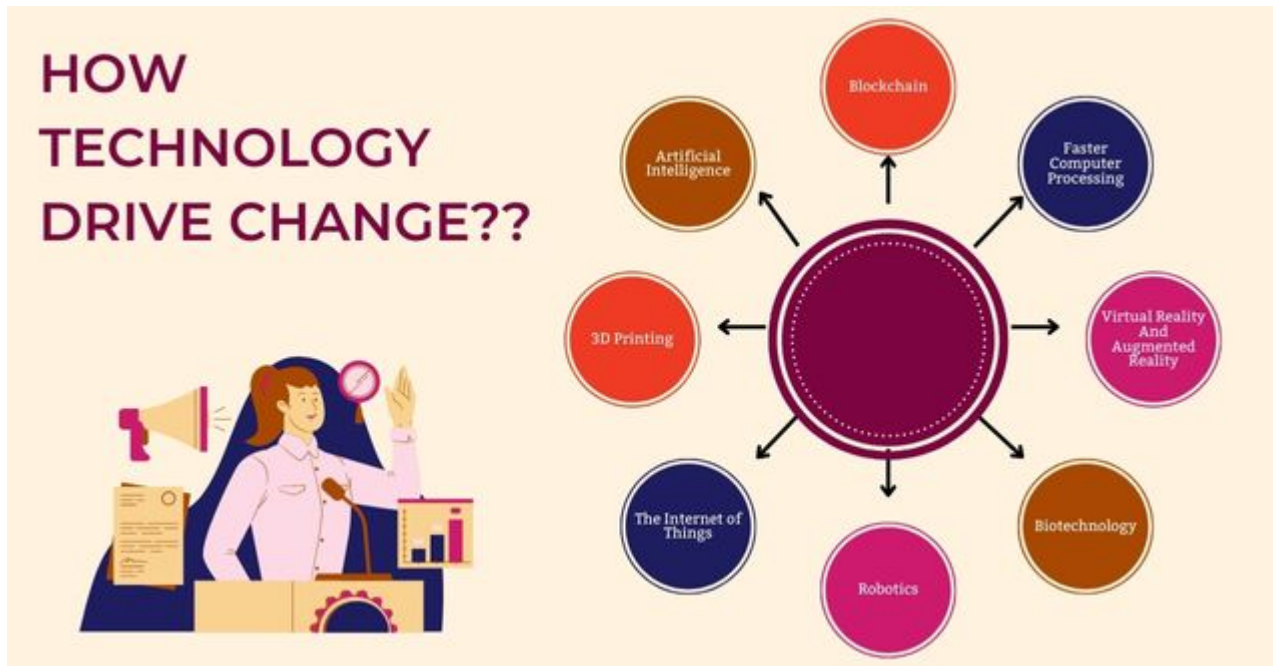 HOW
TECHNOLOGY
DRIVE CHANGE??
Blockchain
Faster
Computer
Processing
Virtual Reality
And
Augmented
Reality
Biotechnology
Robotics
The Internet of
Things
3D Printing
Artificial
Intelligence